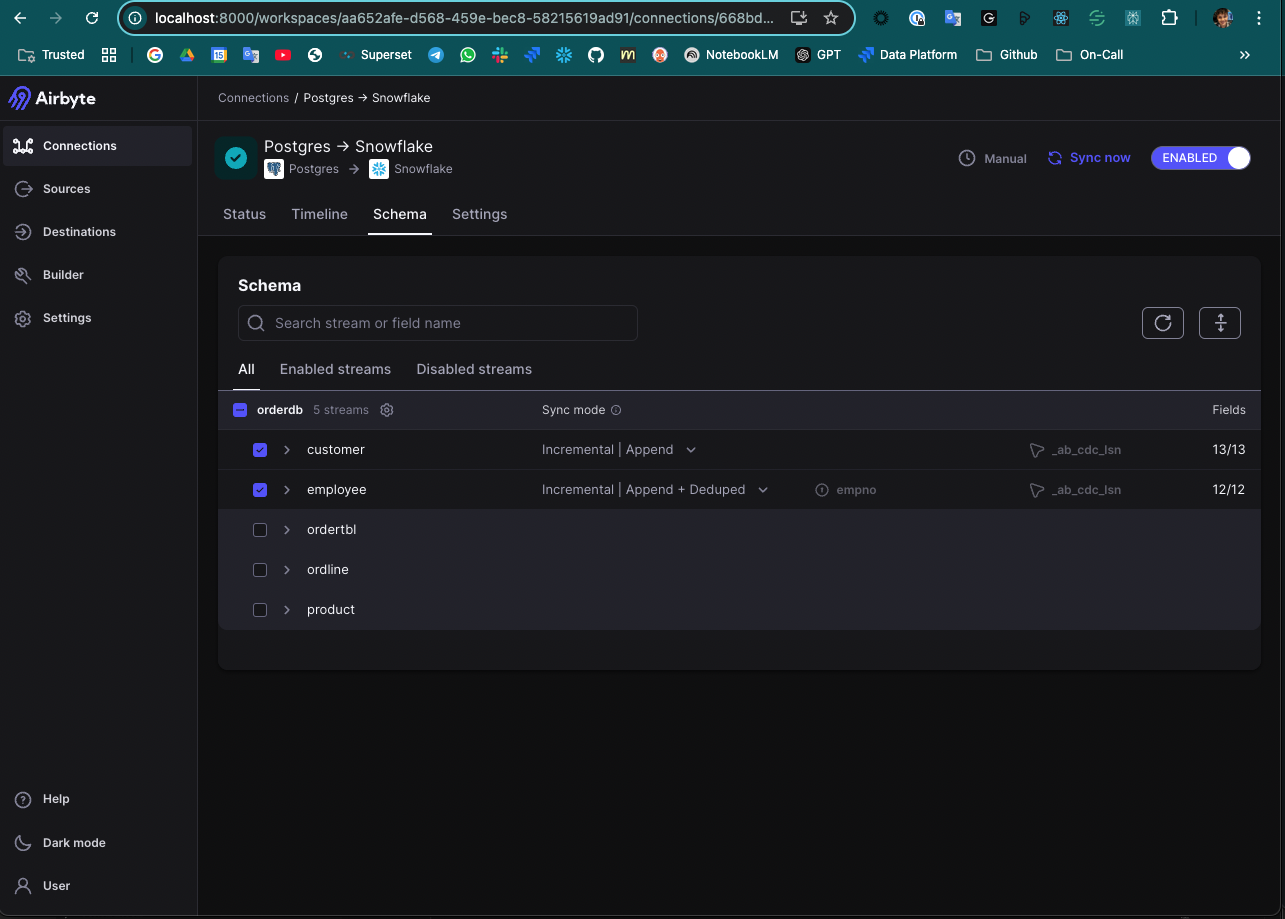 localhost:8000/workspaces/aa652afe-d568-459e-bec8-58215619ad91/connections/668bd...
Trusted Superset NotebookLM GPT Data Platform Github On-Call »
Airbyte
Connections / Postgres → Snowflake
Connections
Sources
Destinations
Builder
Settings
Postgres → Snowflake
Postgres → Snowflake
Manual Sync now ENABLED
Status Timeline Schema Settings
Schema
Search stream or field name
All Enabled streams Disabled streams
orderdb 5 streams Sync mode Fields
customer Incremental | Append _ab_cdc_lsn 13/13
employee Incremental | Append + Deduped empno _ab_cdc_lsn 12/12
ordertbl
ordline
product
Help
Dark mode
User